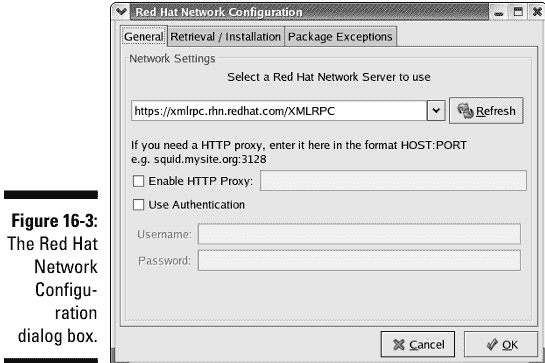 Red Hat Network Configuration
General
Retrieval / Installation
Package Exceptions
Network Settings
Select a Red Hat Network Server to use
https://xmlrpc.rhn.redhat.com/XMLRPC
Refresh
If you need a HTTP proxy, enter it here in the format HOST:PORT
e.g. squid.mysite.org:3128
Enable HTTP Proxy:
Use Authentication
Username:
Password:
Cancel
OK
Figure 16-3:
The Red Hat
Network
Configu-
ration
dialog box.